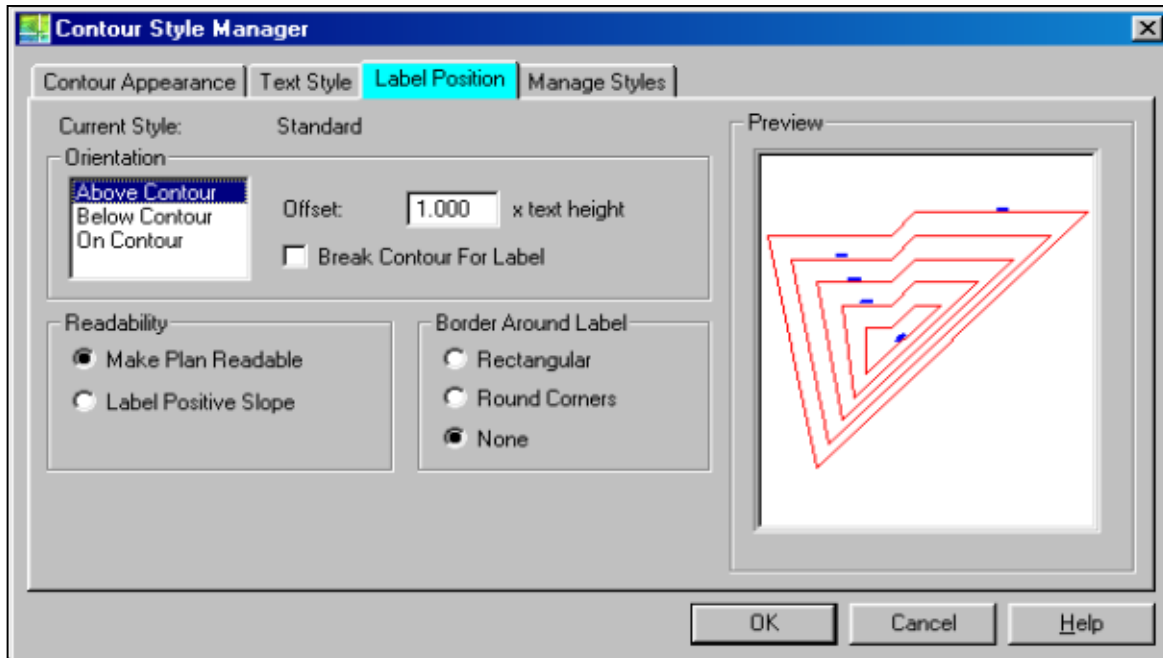 Contour Style Manager
Contour Appearance Text Style Label Position Manage Styles
Current Style: Standard
Orientation
Above Contour
Below Contour
On Contour
Offset: 1.000 x text height
Break Contour For Label
Readability
Make Plan Readable
Label Positive Slope
Border Around Label
Rectangular
Round Corners
None
Preview
OK Cancel Help